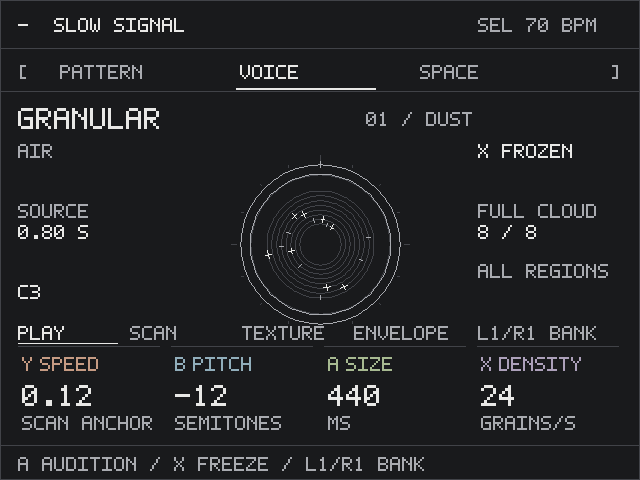 — SLOW SIGNAL SEL 70 BPM
[ PATTERN VOICE SPACE ]
GRANULAR 01 / DUST
AIR X FROZEN
SOURCE FULL CLOUD
0.80 S 8 / 8
ALL REGIONS
C3
PLAY SCAN TEXTURE ENVELOPE L1/R1 BANK
Y SPEED B PITCH A SIZE X DENSITY
0.12 -12 440 24
SCAN ANCHOR SEMITONES MS GRAINS/S
A AUDITION / X FREEZE / L1/R1 BANK